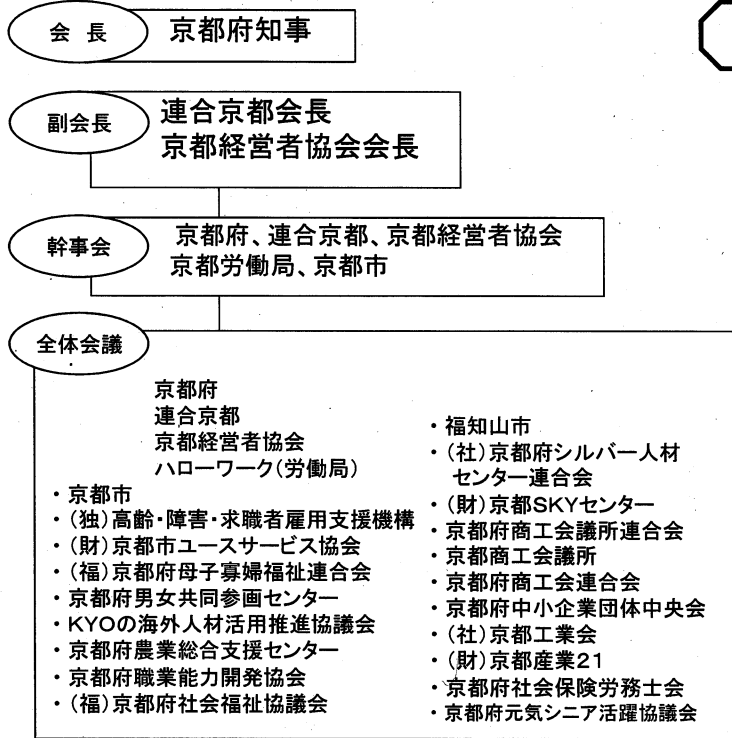 会 長
京都府知事
副会長
連合京都会長
京都経営者協会会長
幹事会
京都府、連合京都、京都経営者協会
京都労働局、京都市
全体会議
京都府
連合京都
京都経営者協会
ハローワーク(労働局)
・京都市
・(独)高齢・障害・求職者雇用支援機構
・(財)京都市ユースサービス協会
・(福)京都府母子寡婦福祉連合会
・京都府男女共同参画センター
・KYOの海外人材活用推進協議会
・京都府農業総合支援センター
・京都府職業能力開発協会
・(福)京都府社会福祉協議会
・福知山市
・(社)京都府シルバー人材
センター連合会
・(財)京都SKYセンター
・京都府商工会議所連合会
・京都商工会議所
・京都府商工会連合会
・京都府中小企業団体中央会
・(社)京都工業会
・(財)京都産業21
・京都府社会保険労務士会
・京都府元気シニア活躍協議会